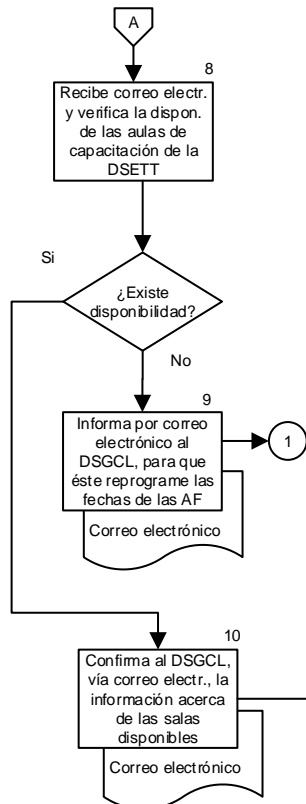 A
8
Recibe correo electr.
y verifica la dispon.
de las aulas de
capacitación de la
DSETT
Si
¿Existe
disponibilidad?
No
9
Informa por correo
electrónico al
DSGCL, para que
éste reprograme las
fechas de las AF
1
Correo electrónico
10
Confirma al DSGCL,
vía correo electr., la
información acerca
de las salas
disponibles
Correo electrónico